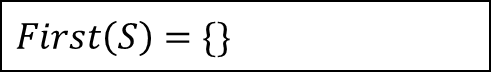 First(S) = {}